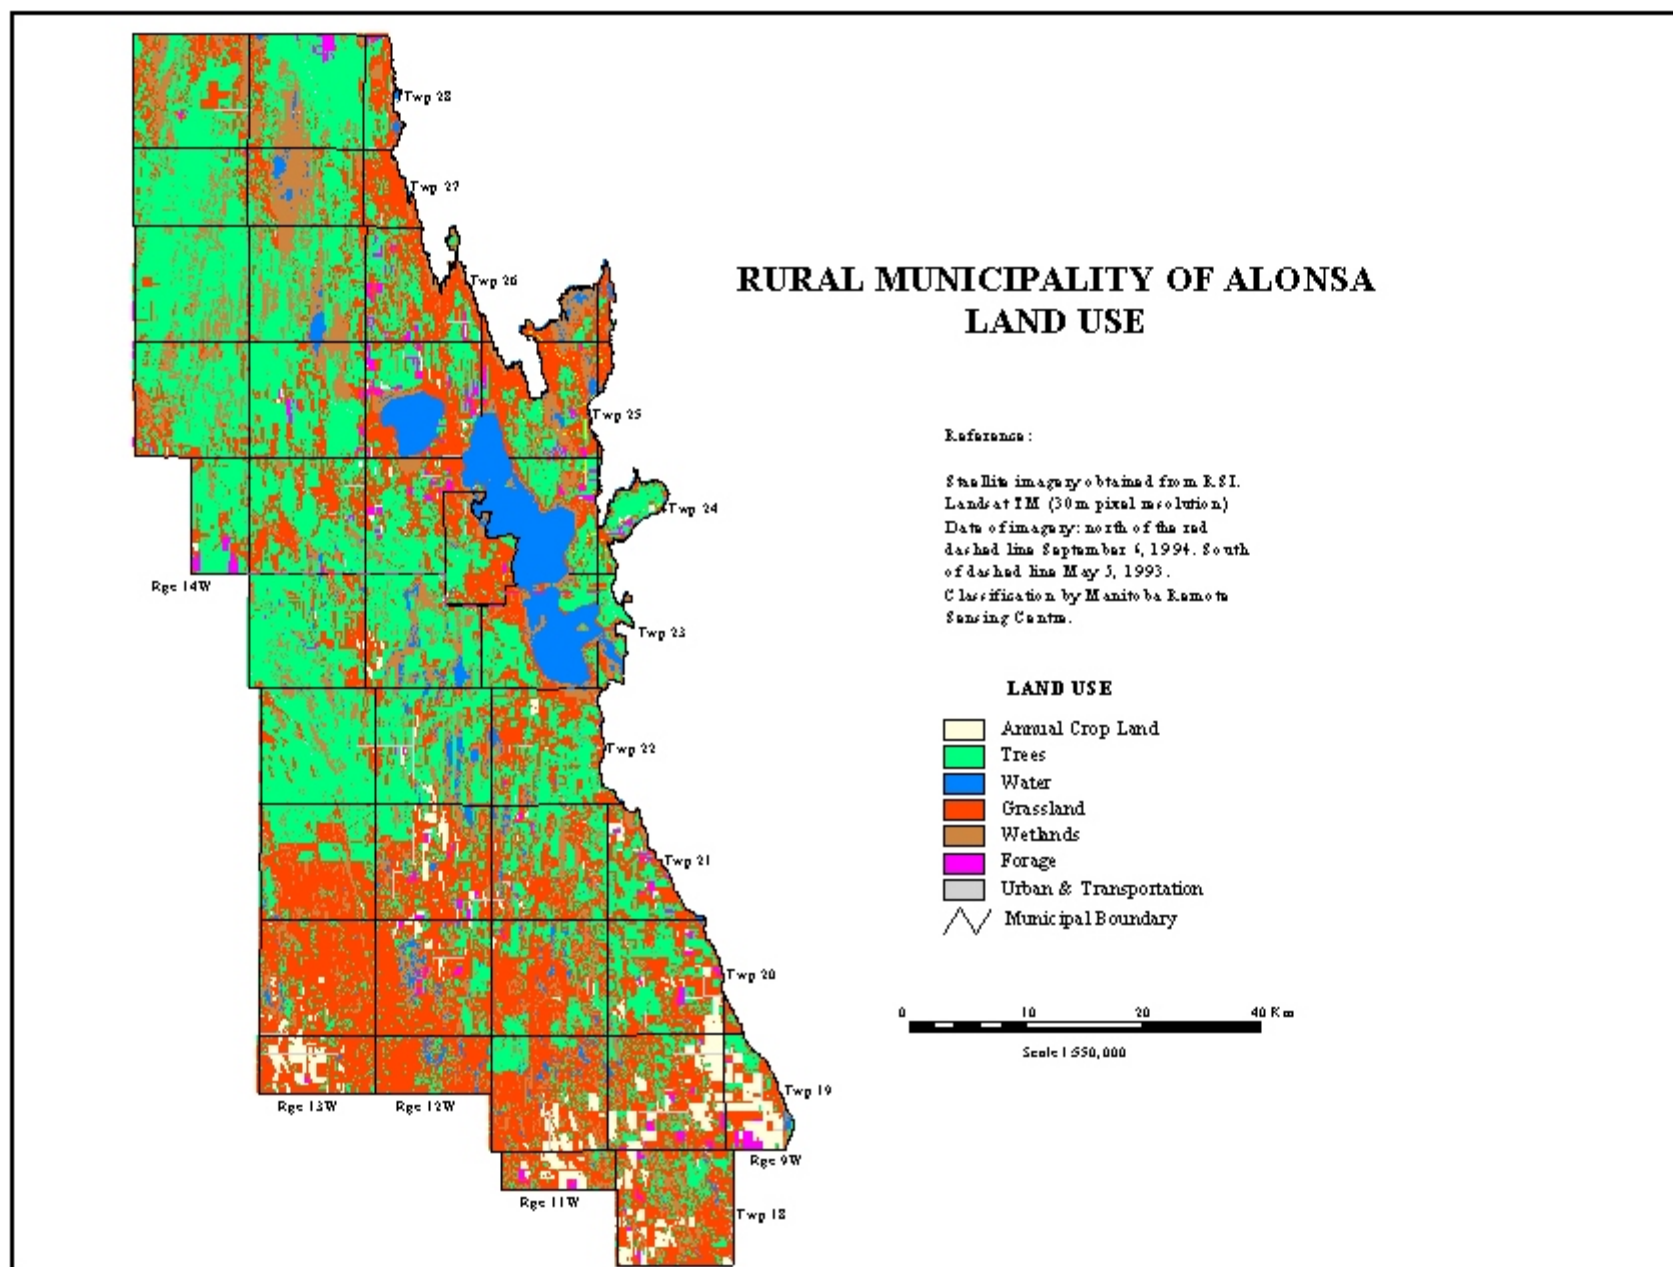 RURAL MUNICIPALITY OF ALONSA
LAND USE
Twp 28
Twp 27
Twp 26
Twp 25
Twp 24
Rge 14W
Twp 23
Twp 22
Twp 21
Twp 20
Twp 19
Rge 13W
Rge 12W
Rge 9W
Rge 11W
Twp 18
Reference:
Satellite imagery obtained from RSI.
Landsat TM (30m pixel resolution)
Date of imagery: north of the red
dashed line September 6, 1994. South
of dashed line May 5, 1993.
Classification by Manitoba Remote
Sensing Centre.
LAND USE
Annual Crop Land
Trees
Water
Grassland
Wetlnds
Forage
Urban & Transportation
Municipal Boundary
0 10 20 40 Km
Scale 1:550,000